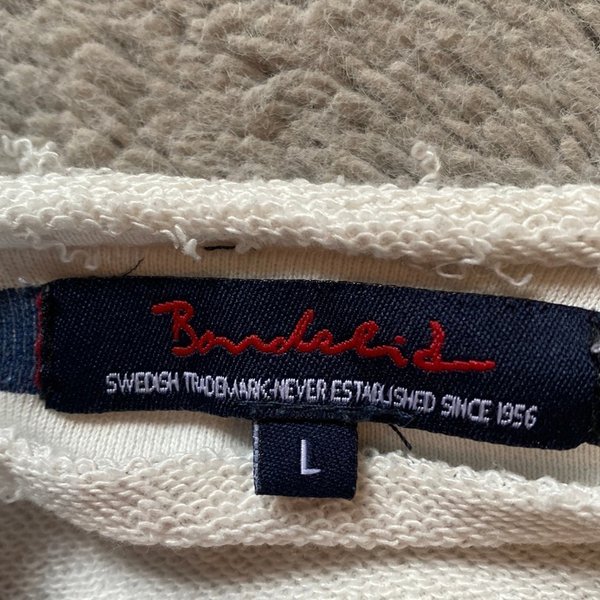 Bondelid
SWEDISH TRADEMARK-NEVER ESTABLISHED SINCE 1956
L